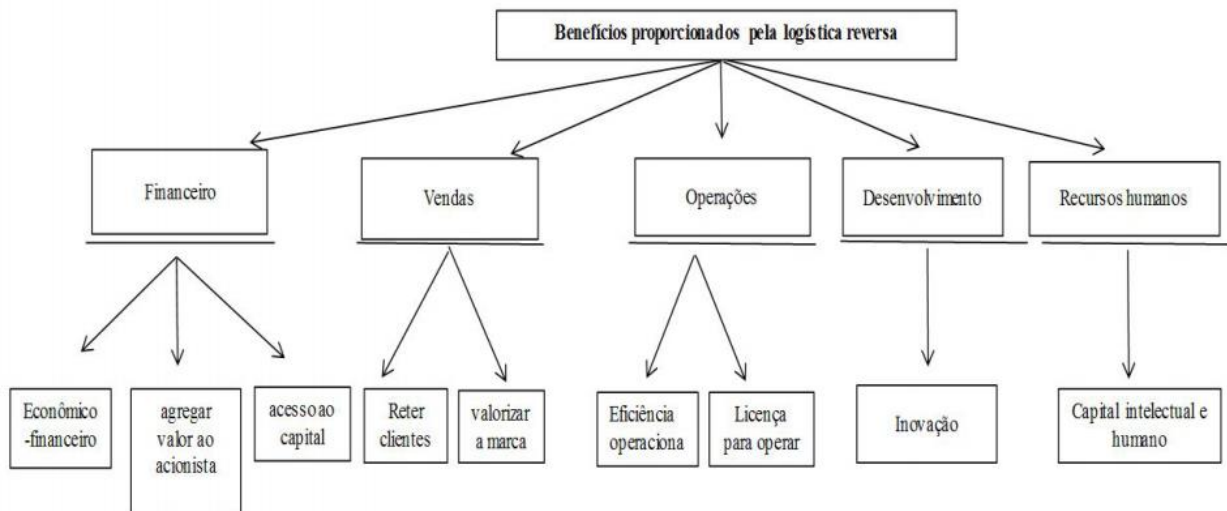 Benefícios proporcionados pela logística reversa
Financeiro
Vendas
Operações
Desenvolvimento
Recursos humanos
Econômico
-financeiro
agregar
valor ao
acionista
acesso ao
capital
Reter
clientes
valorizar
a marca
Eficiência
operaciona
Licença
para operar
Inovação
Capital intelectual e
humano